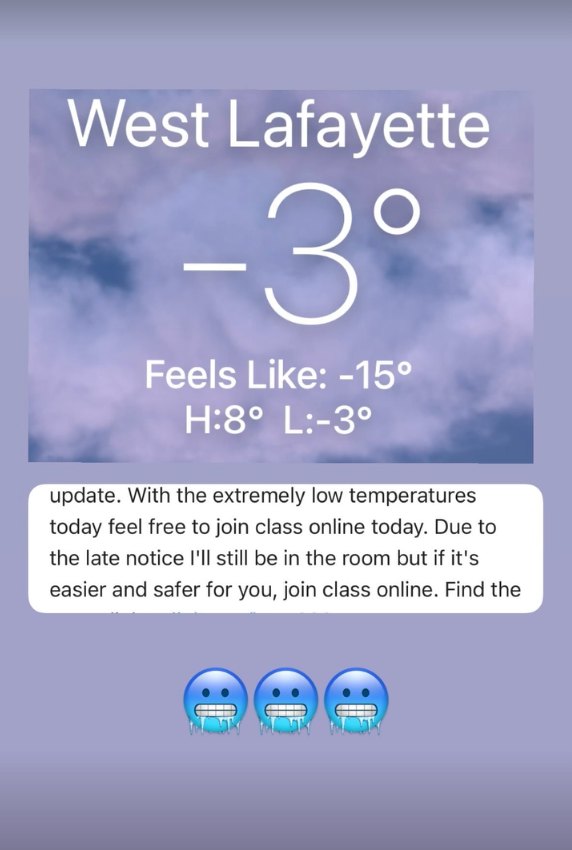 West Lafayette
-3°
Feels Like: -15°
H:8° L:-3°
update. With the extremely low temperatures
today feel free to join class online today. Due to
the late notice I'll still be in the room but if it's
easier and safer for you, join class online. Find the